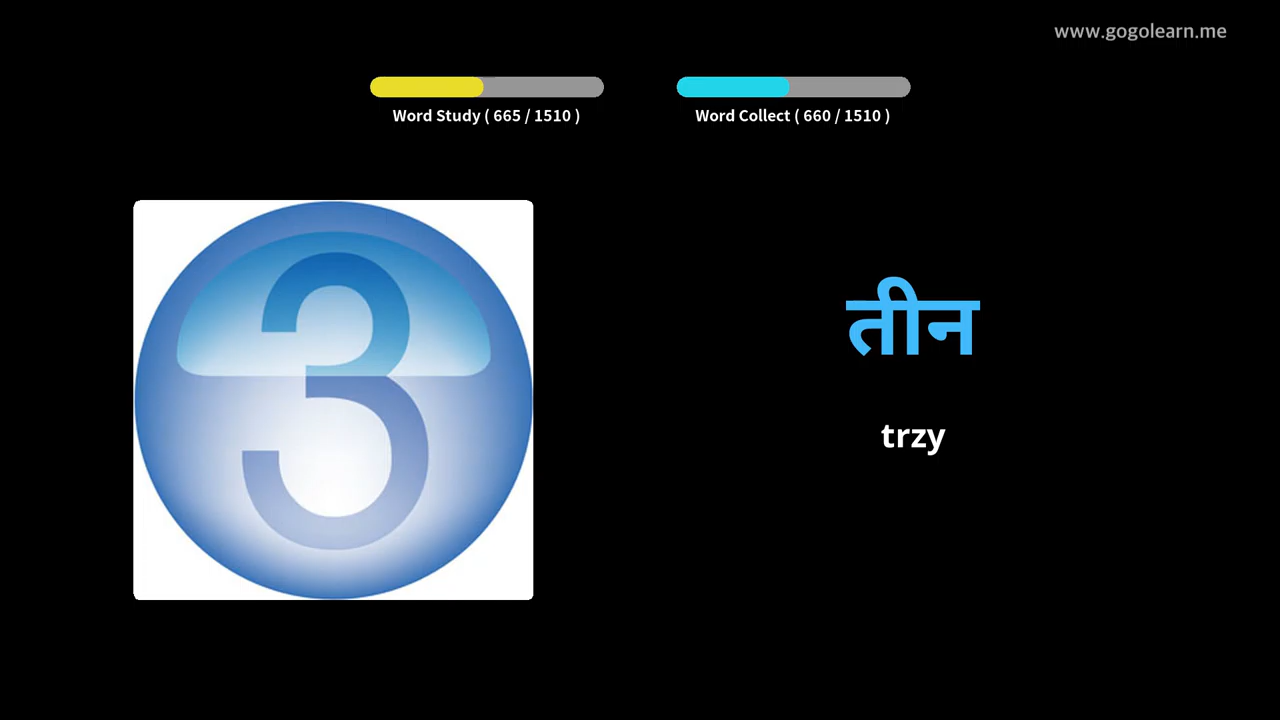 www.gogolearn.me
Word Study ( 665 / 1510 )
Word Collect ( 660 / 1510 )
3
तीन
trzy